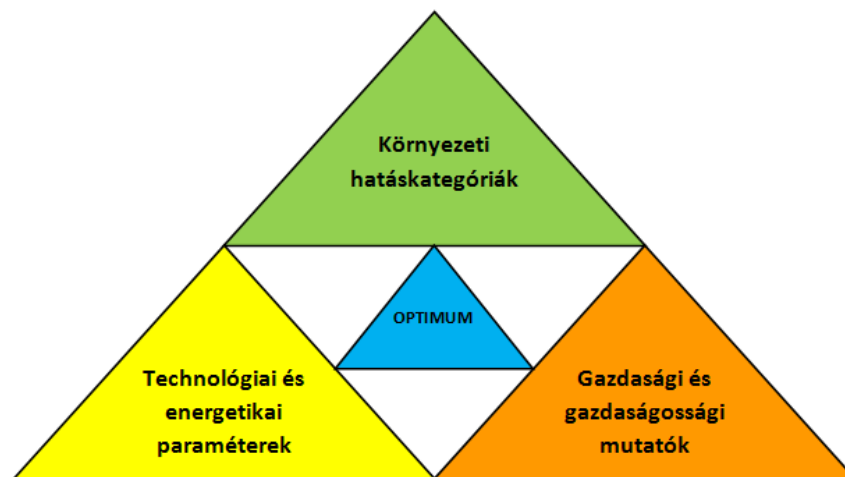 Környezeti
hatáskategóriák
OPTIMUM
Technológiai és
energetikai
paraméterek
Gazdasági és
gazdaságossági
mutatók